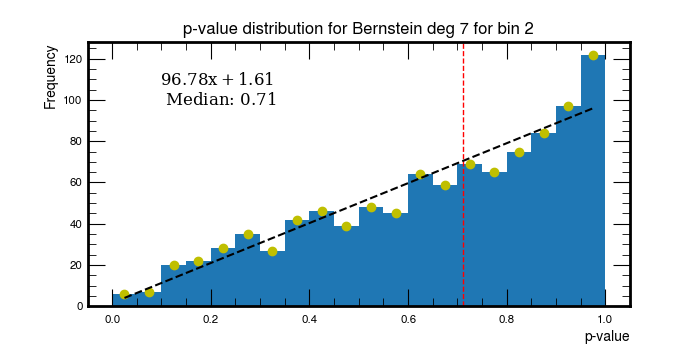 p-value distribution for Bernstein deg 7 for bin 2
Frequency
120
100
80
60
40
20
0
96.78x + 1.61
Median: 0.71
0.0 0.2 0.4 0.6 0.8 1.0
p-value